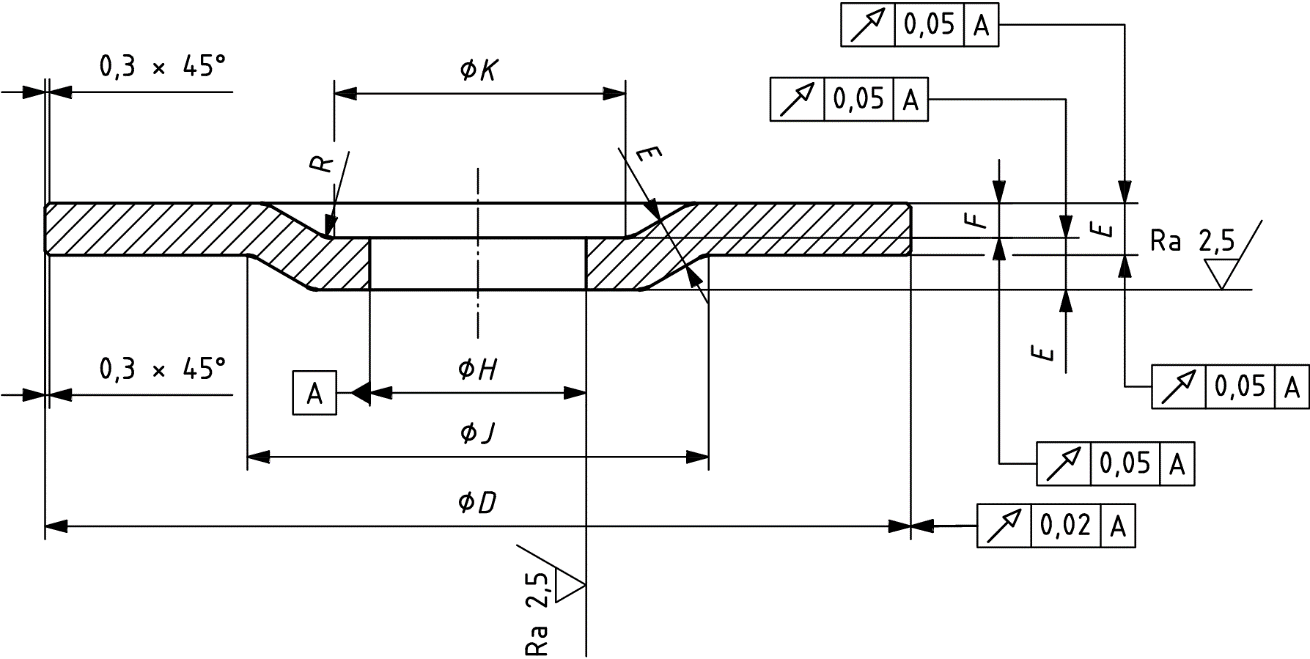 0,05 A
0,3 × 45°
ϕK
0,05 A
R
E
F
E
Ra 2,5
0,3 × 45°
ϕH
E
A
0,05 A
ϕJ
0,05 A
ϕD
0,02 A
Ra 2,5